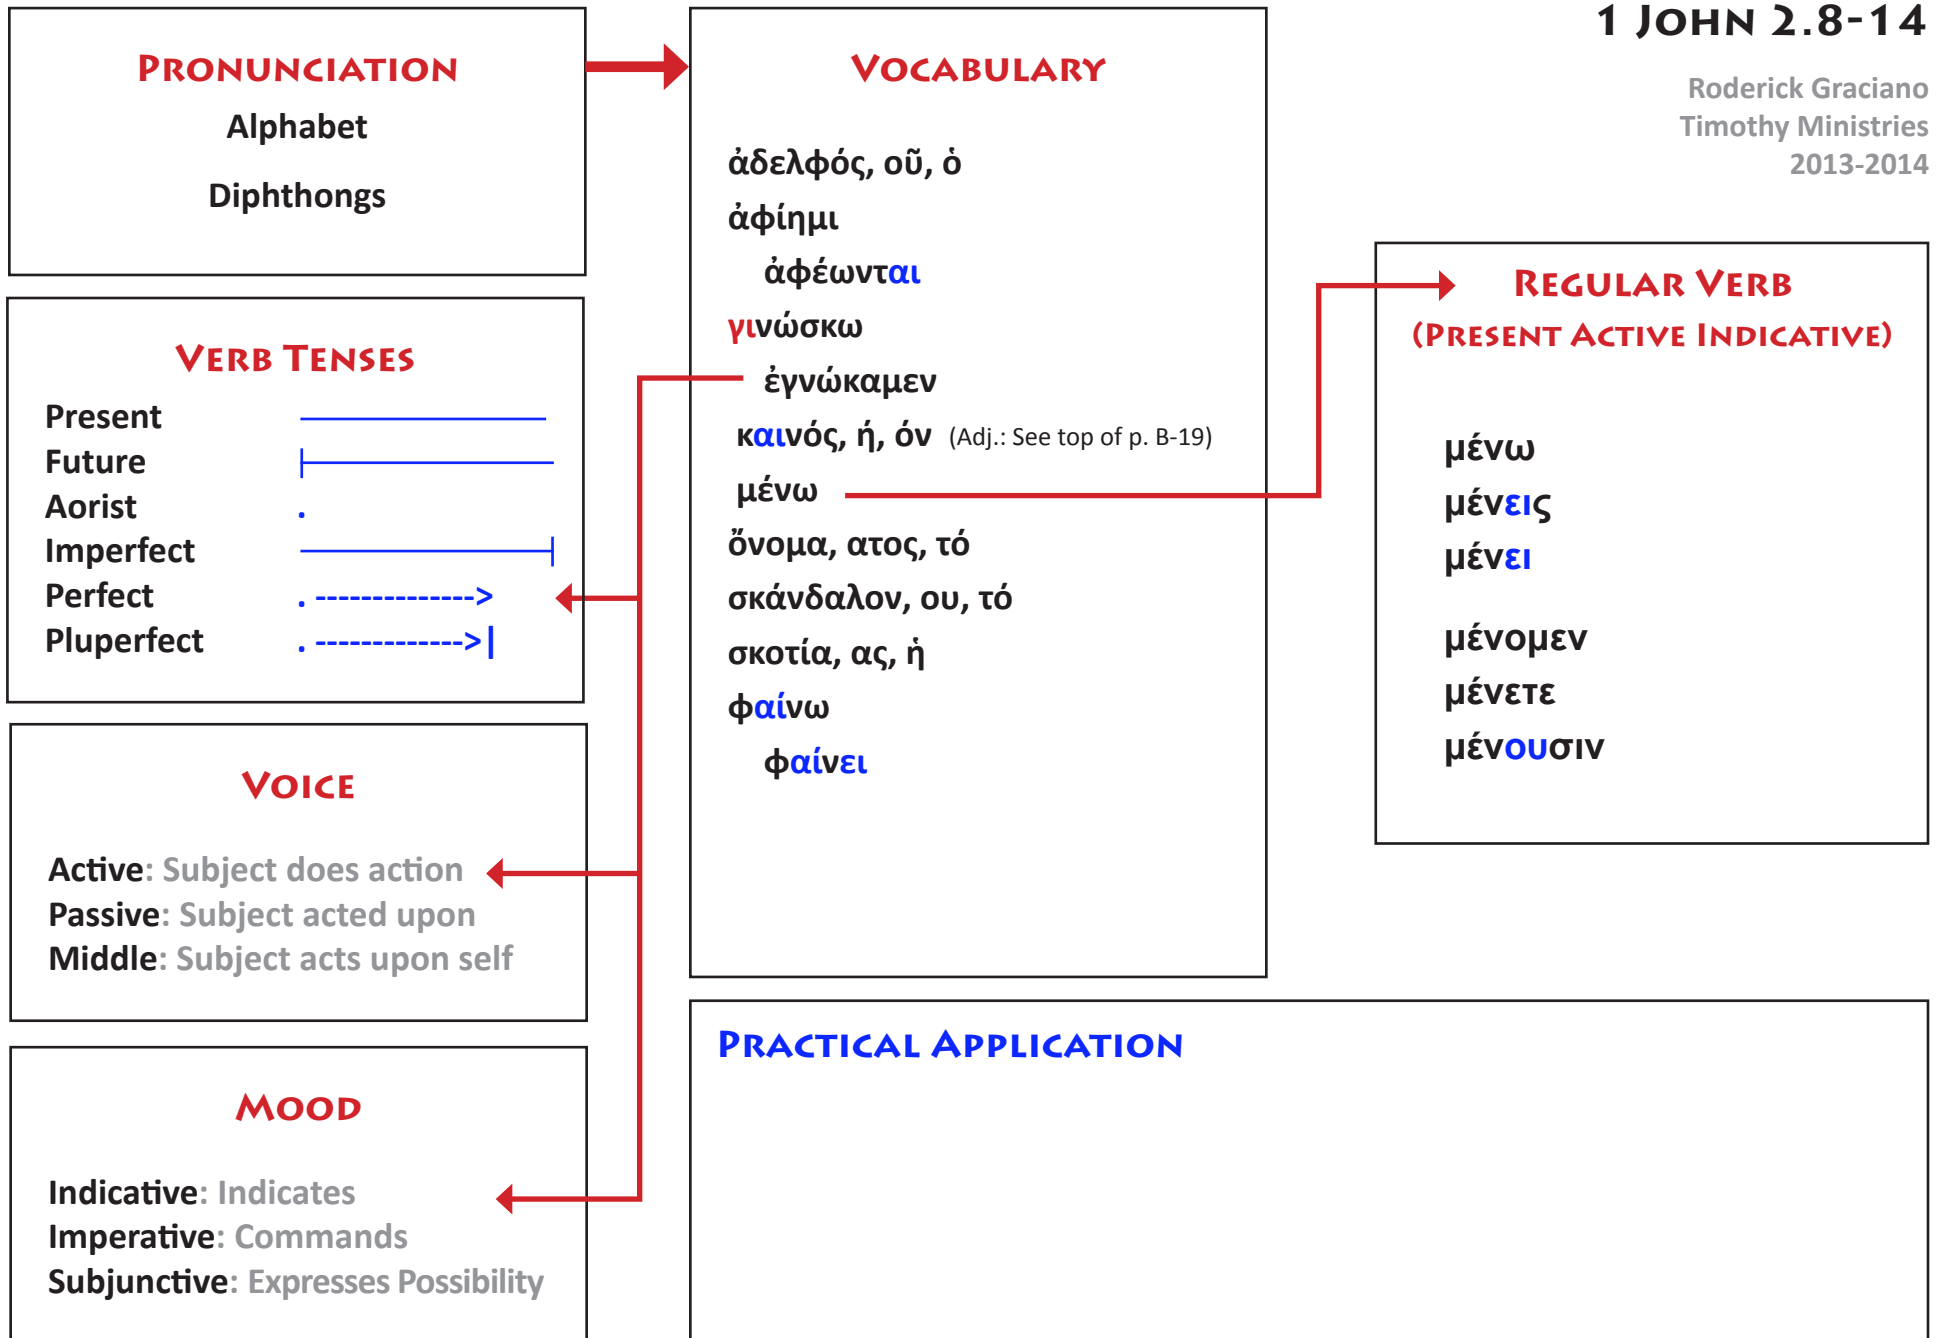 1 John 2.8-14
Roderick Graciano
Timothy Ministries
2013-2014
Pronunciation
Alphabet
Diphthongs
Verb Tenses
Present
Future
Aorist .
Imperfect
Perfect . -------------->
Pluperfect . ------------->|
Voice
Active: Subject does action
Passive: Subject acted upon
Middle: Subject acts upon self
Mood
Indicative: Indicates
Imperative: Commands
Subjunctive: Expresses Possibility
Vocabulary
ἀδελφός, οῦ, ὁ
ἀφίημι
ἀφέωνται
γινώσκω
ἐγνώκαμεν
καινός, ή, όν (Adj.: See top of p. B-19)
μένω
ὄνομα, ατος, τό
σκάνδαλον, ου, τό
σκοτία, ας, ἡ
φαίνω
φαίνει
Regular Verb
(Present Active Indicative)
μένω
μένεις
μένει
μένομεν
μένετε
μένουσιν
Practical Application